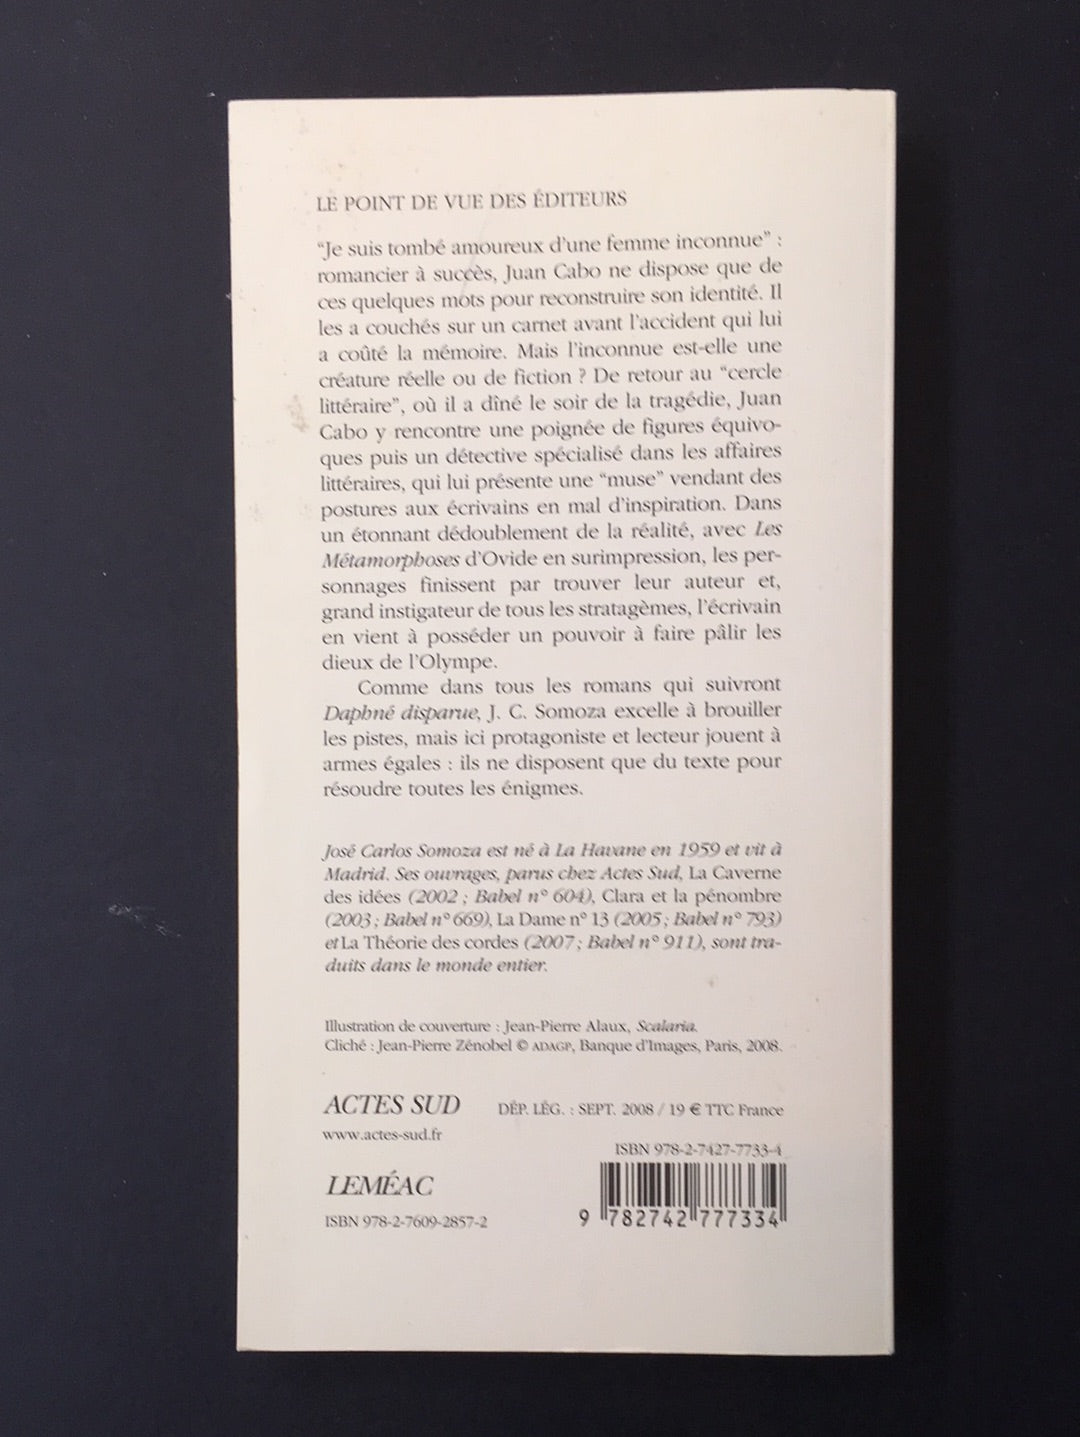 LE POINT DE VUE DES ÉDITEURS
“Je suis tombé amoureux d’une femme inconnue” :
romancier à succès, Juan Cabo ne dispose que de
ces quelques mots pour reconstruire son identité. Il
les a couchés sur un carnet avant l’accident qui lui
a coûté la mémoire. Mais l’inconnue est-elle une
créature réelle ou de fiction ? De retour au “cercle
littéraire”, où il a dîné le soir de la tragédie, Juan
Cabo y rencontre une poignée de figures équivo-
ques puis un détective spécialisé dans les affaires
littéraires, qui lui présente une “muse” vendant des
postures aux écrivains en mal d’inspiration. Dans
un étonnant dédoublement de la réalité, avec Les
Métamorphoses d’Ovide en surimpression, les per-
sonnages finissent par trouver leur auteur et,
grand instigateur de tous les stratagèmes, l’écrivain
en vient à posséder un pouvoir à faire pâlir les
dieux de l’Olympe.
Comme dans tous les romans qui suivront
Daphné disparue, J. C. Somoza excelle à brouiller
les pistes, mais ici protagoniste et lecteur jouent à
armes égales : ils ne disposent que du texte pour
résoudre toutes les énigmes.
José Carlos Somoza est né à La Havane en 1959 et vit à
Madrid. Ses ouvrages, parus chez Actes Sud, La Caverne
des idées (2002 ; Babel n° 604), Clara et la pénombre
(2003 ; Babel n° 669), La Dame n° 13 (2005 ; Babel n° 793)
et La Théorie des cordes (2007 ; Babel n° 911), sont tra-
duits dans le monde entier.
Illustration de couverture : Jean-Pierre Alaux, Scalaria.
Cliché : Jean-Pierre Zénobel © ADAGP, Banque d’Images, Paris, 2008.
ACTES SUD
DÉP. LÉG. : SEPT. 2008 / 19 € TTC France
www.actes-sud.fr
ISBN 978-2-7427-7733-4
LEMÉAC
ISBN 978-2-7609-2857-2
9 782742 777334